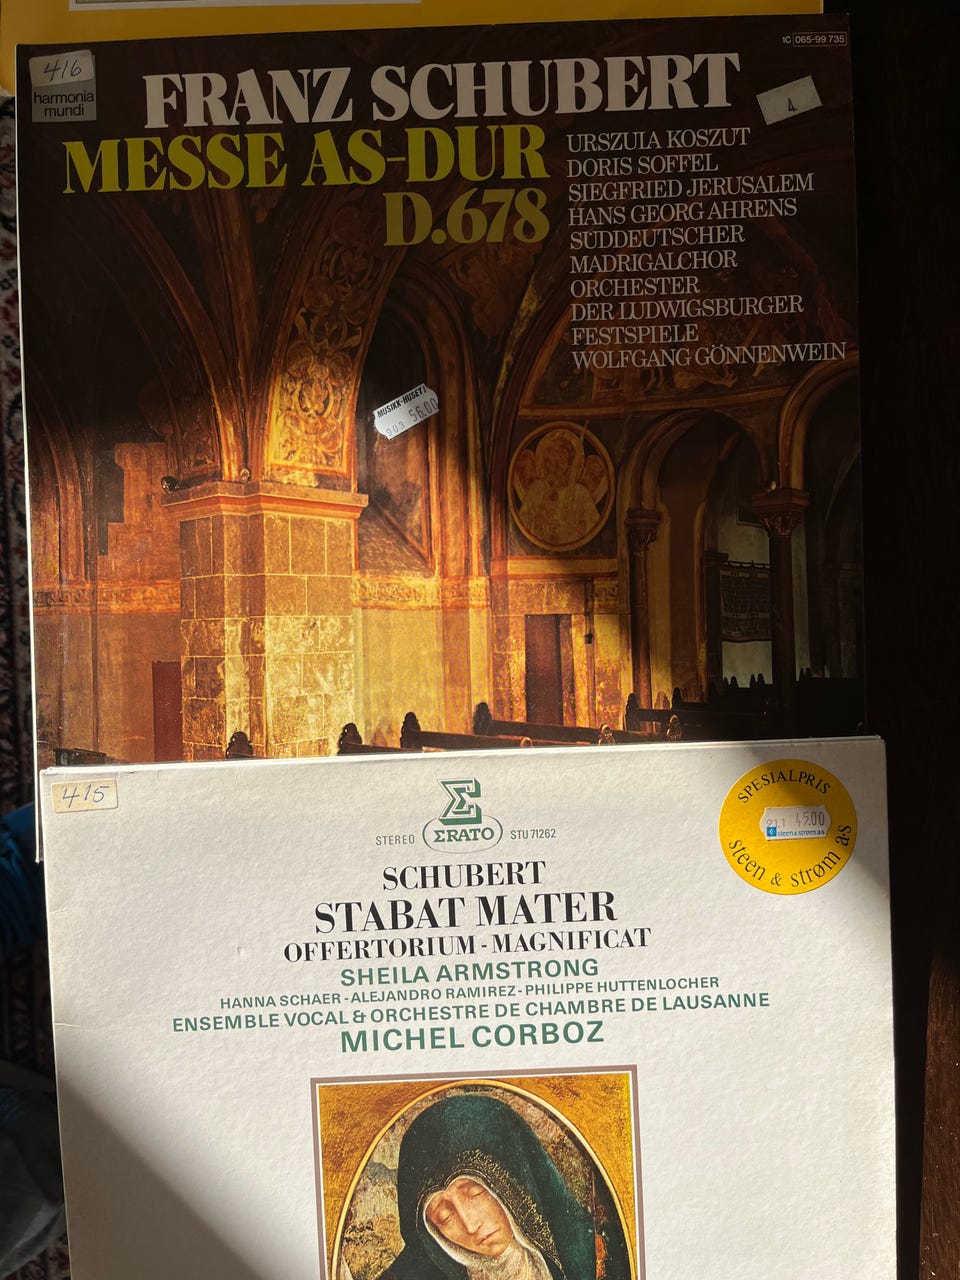 416
harmonia
mundi
1C 065-99 735
FRANZ SCHUBERT
MESSE AS-DUR
D.678
4.
URSZULA KOSZUT
DORIS SOFFEL
SIEGFRIED JERUSALEM
HANS GEORG AHRENS
SÜDDEUTSCHER
MADRIGALCHOR
ORCHESTER
DER LUDWIGSBURGER
FESTSPIELE
WOLFGANG GÖNNENWEIN
MUSIKK-HUSET
903 56.00
415
ERATO
STEREO STU 71262
SPESIALPRIS
45.00
steen & strøm a·s
steen & strøm a·s
SCHUBERT
STABAT MATER
OFFERTORIUM - MAGNIFICAT
SHEILA ARMSTRONG
HANNA SCHAER - ALEJANDRO RAMIREZ - PHILIPPE HUTTENLOCHER
ENSEMBLE VOCAL & ORCHESTRE DE CHAMBRE DE LAUSANNE
MICHEL CORBOZ